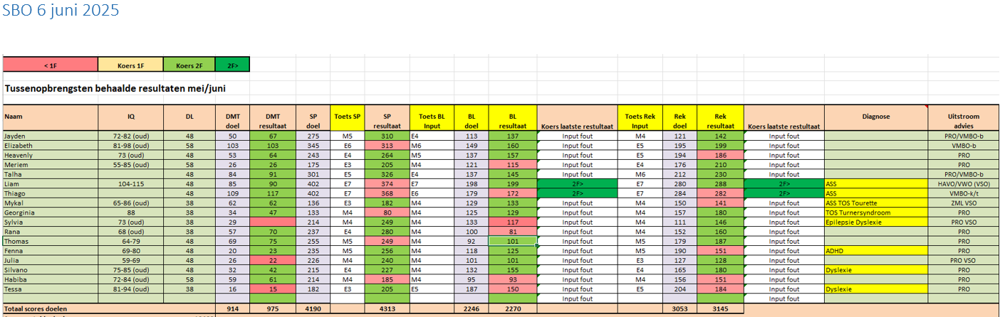 SBO 6 juni 2025
< 1F Koers 1F Koers 2F 2F>
Tussenopbrengsten behaalde resultaten mei/juni
Naam IQ DL DMT doel DMT resultaat SP doel Toets SP SP resultaat Toets BL Input BL doel BL resultaat Koers laatste restultaat Toets Rek Input Rek doel Rek resultaat Koers laatste restultaat Diagnose Uitstroom advies
Jayden 72-82 (oud) 48 50 67 275 M5 310 E4 113 137 Input fout M4 121 142 Input fout PRO/VMBO-b
Elizabeth 81-98 (oud) 58 103 103 345 E6 313 M6 149 160 Input fout E5 195 199 Input fout VMBO-b
Heavenly 73 (oud) 58 53 64 243 E4 264 M5 137 157 Input fout E5 194 186 Input fout PRO
Meriem 55-85 (oud) 58 26 26 175 E3 205 M4 121 115 Input fout E4 176 210 Input fout PRO
Talha 48 84 91 301 E5 326 E4 137 145 Input fout M6 212 230 Input fout PRO/VMBO-b
Liam 104-115 48 85 90 402 E7 374 E7 198 199 2F> E7 280 288 2F> ASS HAVO/VWO (VSO)
Thiago 48 109 117 402 E7 368 E6 179 172 2F> E7 284 282 2F> ASS VMBO-k/t
Mykal 65-86 (oud) 38 62 62 136 E3 182 M4 129 133 Input fout M4 150 141 Input fout ASS TOS Tourette ZML VSO
Georginia 88 38 34 47 133 M4 80 M4 125 129 Input fout M4 157 180 Input fout TOS Turnersyndroom PRO
Sylvia 73 (oud) 38 29 214 M4 249 M4 133 117 Input fout M4 111 146 Input fout Epilepsie Dyslexie PRO VSO
Rana 68 (oud) 38 57 70 237 E4 280 M4 100 81 Input fout M4 152 160 Input fout PRO
Thomas 64-79 48 69 75 255 M5 249 M4 92 101 Input fout M5 179 187 Input fout PRO
Fenna 69-80 48 20 23 235 M5 256 M4 118 125 Input fout M5 190 151 Input fout ADHD PRO
Julia 59-69 48 26 22 226 M4 240 M4 101 101 Input fout E3 127 128 Input fout PRO VSO
Silvano 75-85 (oud) 48 32 42 215 E4 227 M4 132 155 Input fout E4 165 180 Input fout Dyslexie PRO
Habiba 72-84 (oud) 58 59 61 214 M4 185 M4 95 93 Input fout M4 156 151 Input fout PRO
Tessa 81-94 (oud) 38 16 15 182 E3 205 E5 187 150 Input fout E5 204 184 Input fout Dyslexie PRO
Input fout Input fout
Totaal scores doelen 914 975 4190 4313 2246 2270 3053 3145